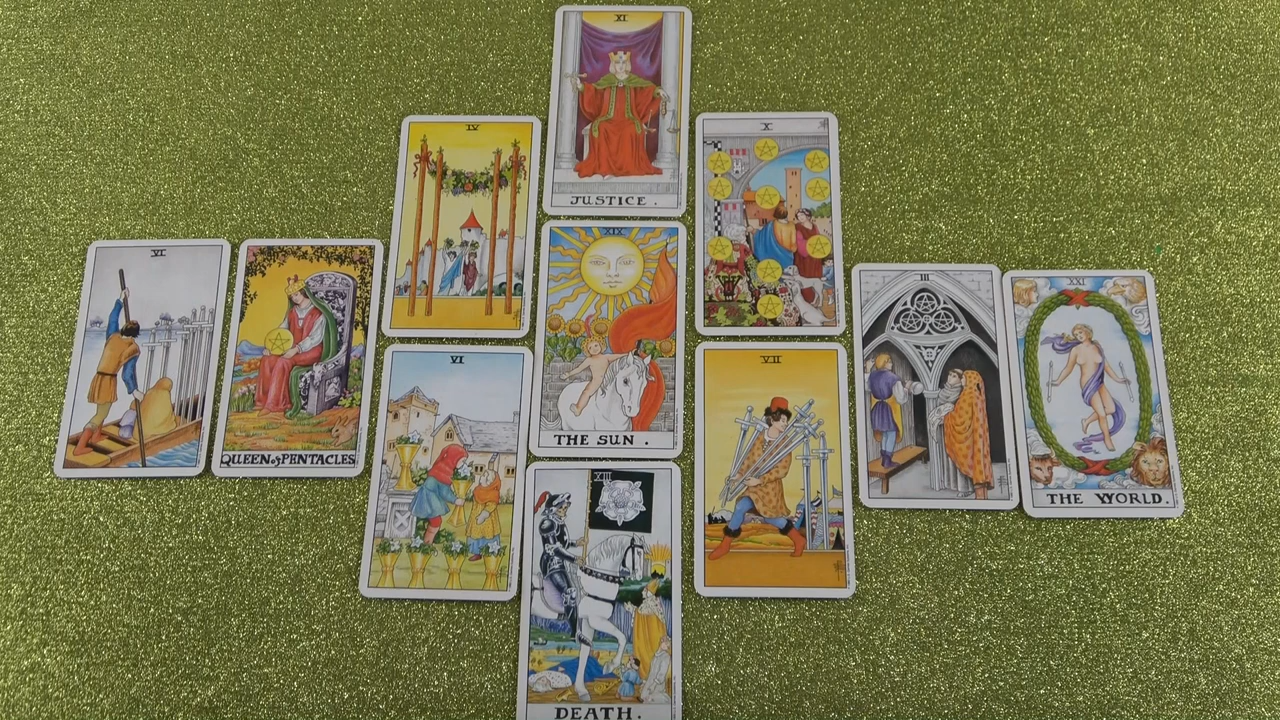 XI
JUSTICE .
IV
X
VI
QUEEN of PENTACLES
XIX
THE SUN .
III
XXI
THE WORLD.
VI
VII
XIII
DEATH.